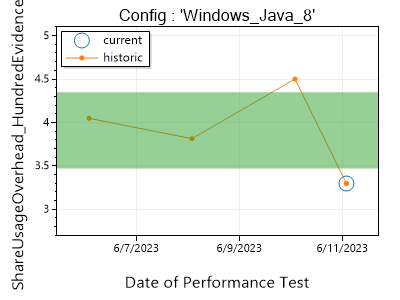 Config : 'Windows_Java_8'
ShareUsageOverhead_HundredEvidence
current
historic
5
4.5
4
3.5
3
6/7/2023
6/9/2023
6/11/2023
Date of Performance Test